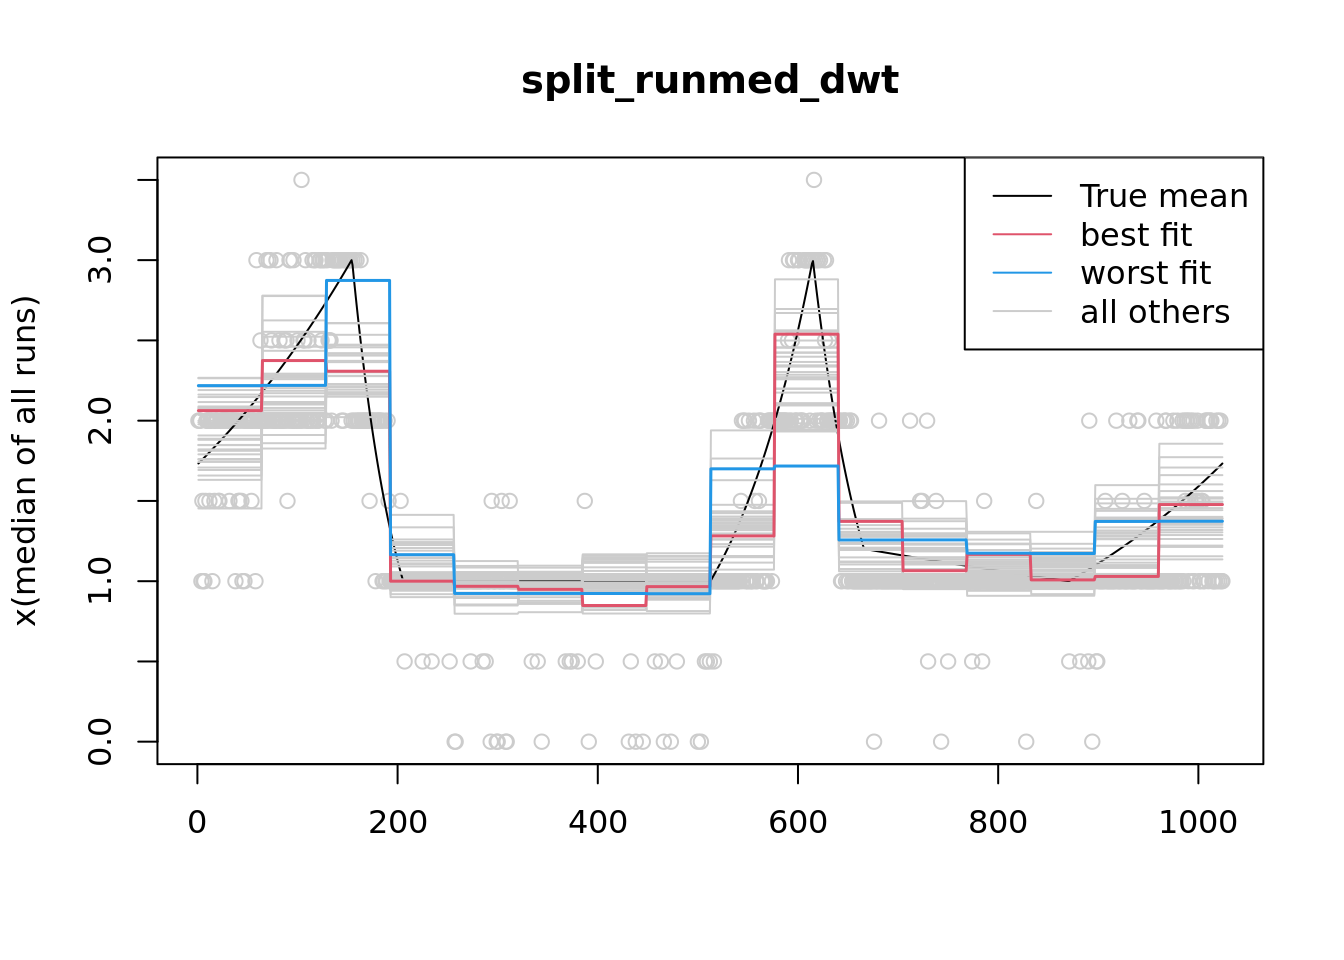 split_runmed_dwt
True mean
best fit
worst fit
all others
x(median of all runs)
3.0
2.0
1.0
0.0
0 200 400 600 800 1000